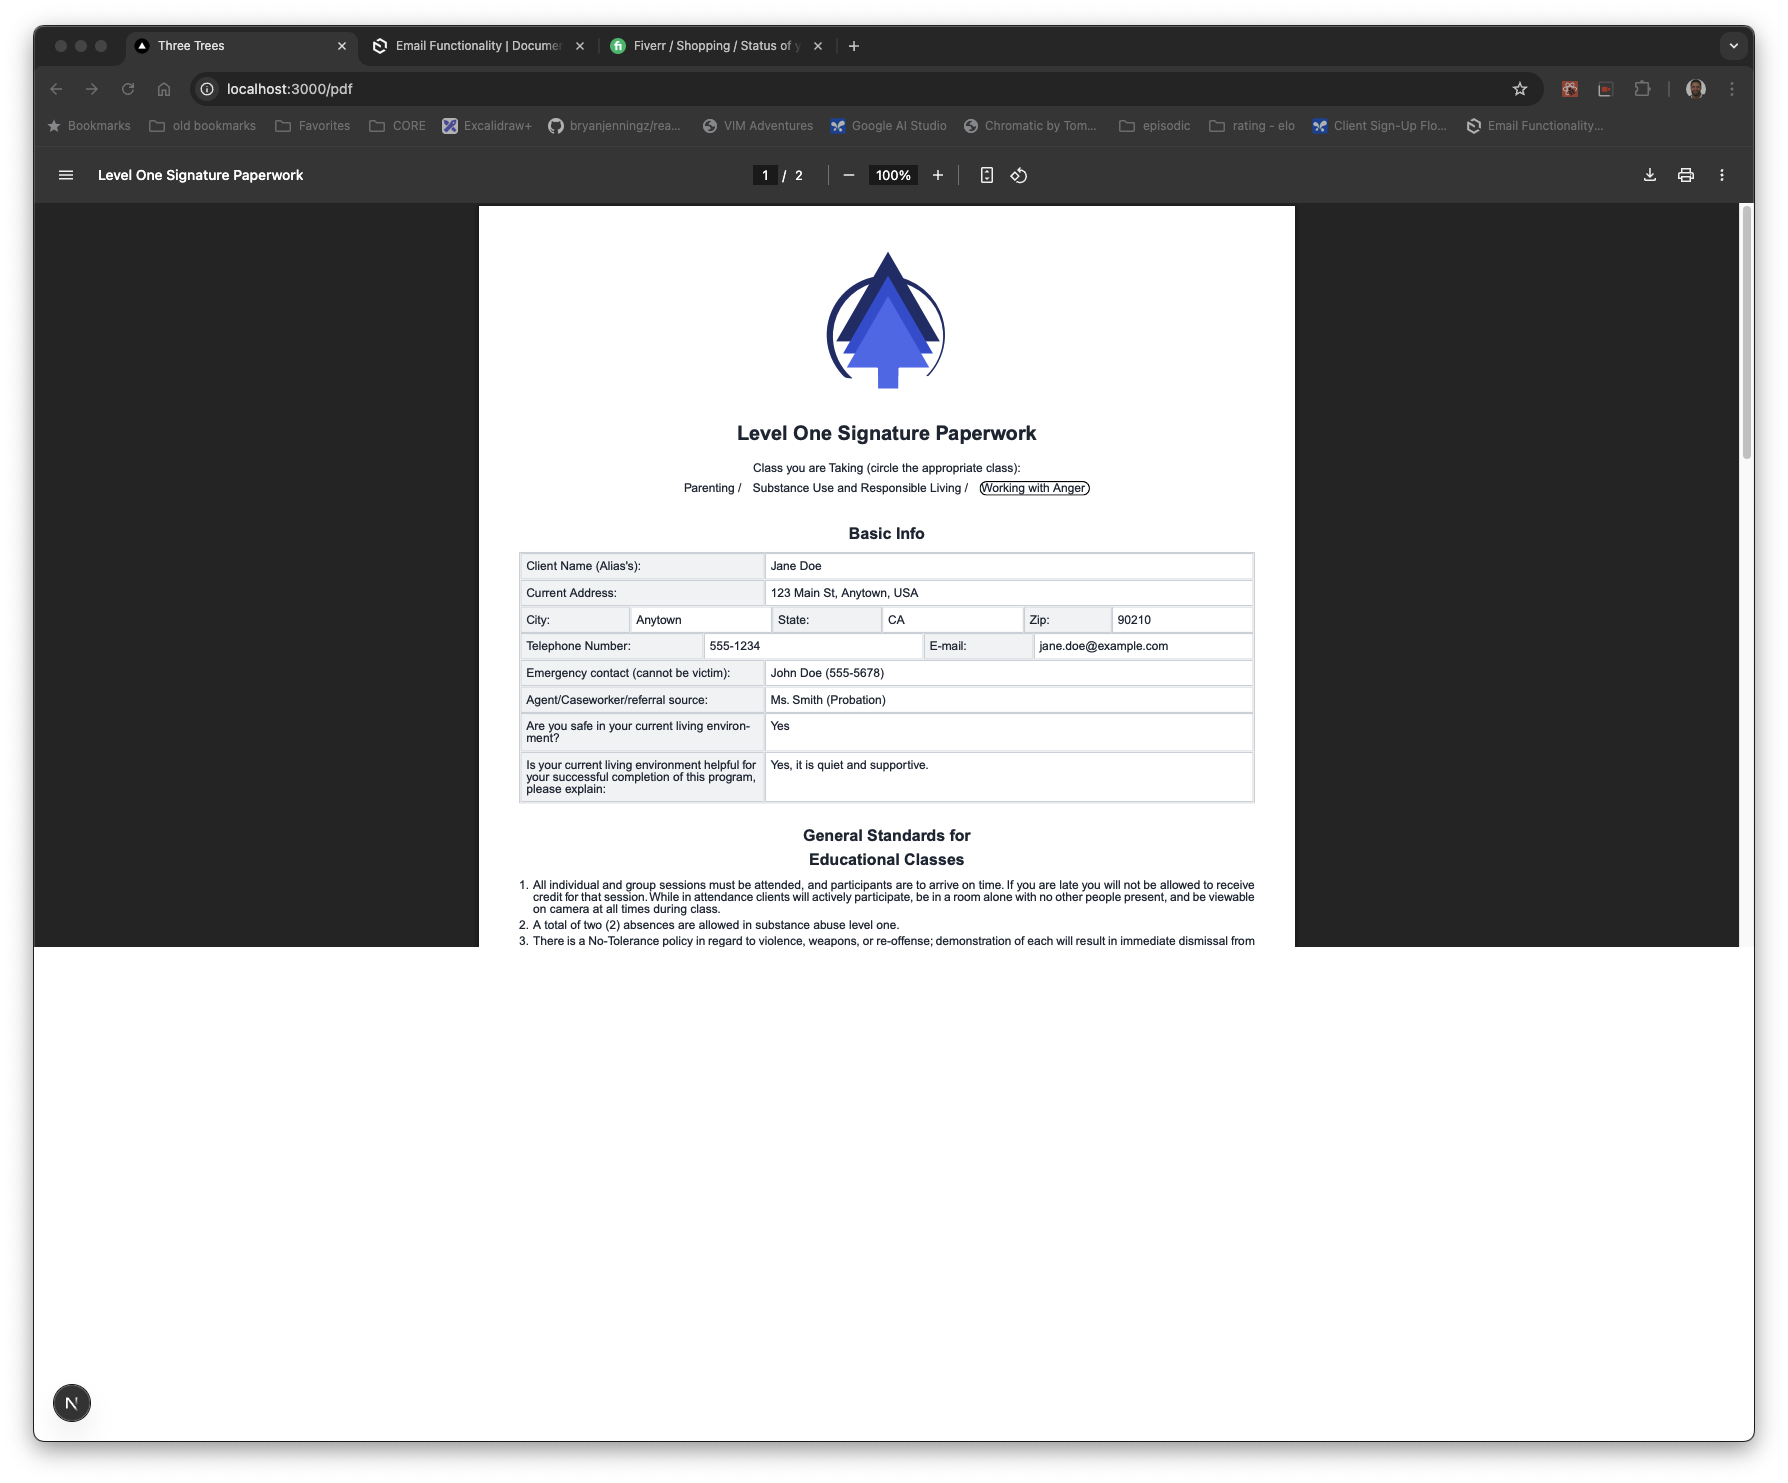 Three Trees
Email Functionality | Documen
Fiverr / Shopping / Status of y
localhost:3000/pdf
Bookmarks
old bookmarks
Favorites
CORE
Excalidraw+
bryanjenningz/rea...
VIM Adventures
Google AI Studio
Chromatic by Tom...
episodic
rating - elo
Client Sign-Up Flo...
Email Functionality...
Level One Signature Paperwork
1 / 2
100%
Level One Signature Paperwork
Class you are Taking (circle the appropriate class):
Parenting / Substance Use and Responsible Living / Working with Anger
Basic Info
Client Name (Alias's): Jane Doe
Current Address: 123 Main St, Anytown, USA
City: Anytown State: CA Zip: 90210
Telephone Number: 555-1234 E-mail: jane.doe@example.com
Emergency contact (cannot be victim): John Doe (555-5678)
Agent/Caseworker/referral source: Ms. Smith (Probation)
Are you safe in your current living environ-
ment?
Yes
Is your current living environment helpful for
your successful completion of this program,
please explain:
Yes, it is quiet and supportive.
General Standards for
Educational Classes
1. All individual and group sessions must be attended, and participants are to arrive on time. If you are late you will not be allowed to receive
credit for that session. While in attendance clients will actively participate, be in a room alone with no other people present, and be viewable
on camera at all times during class.
2. A total of two (2) absences are allowed in substance abuse level one.
3. There is a No-Tolerance policy in regard to violence, weapons, or re-offense; demonstration of each will result in immediate dismissal from
N